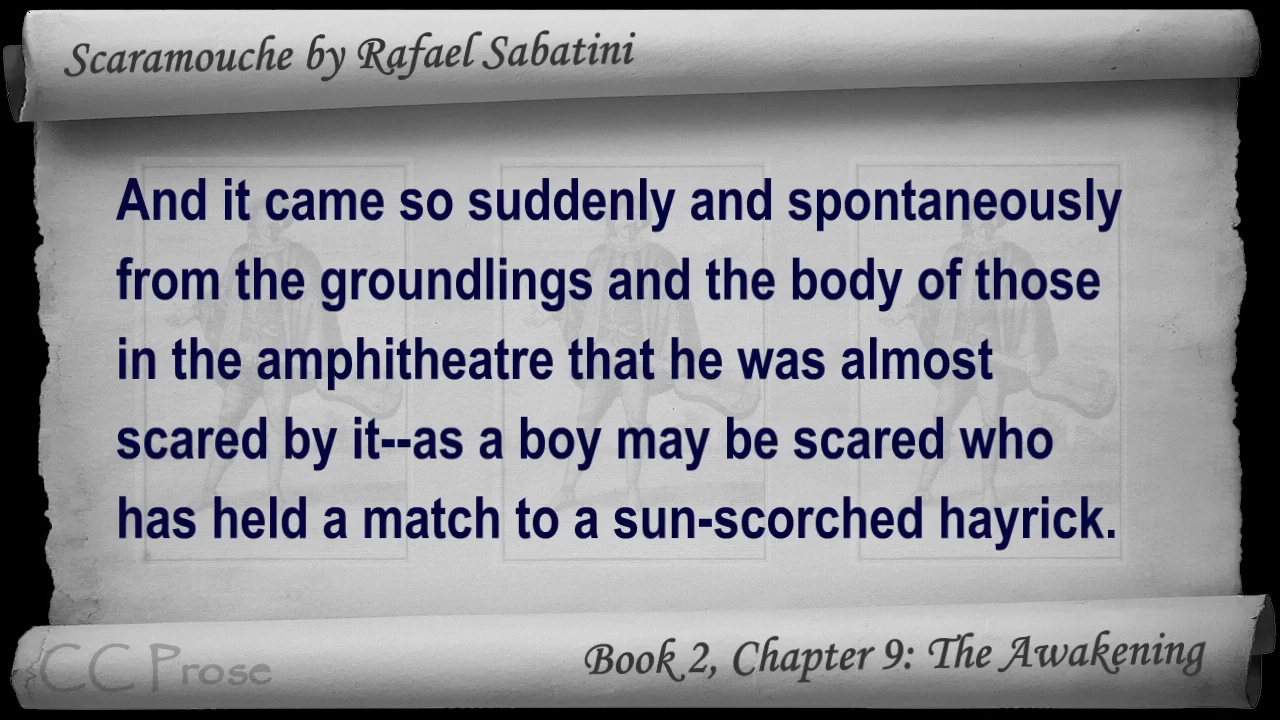 Scaramouche by Rafael Sabatini
And it came so suddenly and spontaneously
from the groundlings and the body of those
in the amphitheatre that he was almost
scared by it--as a boy may be scared who
has held a match to a sun-scorched hayrick.
CC Prose
Book 2, Chapter 9: The Awakening